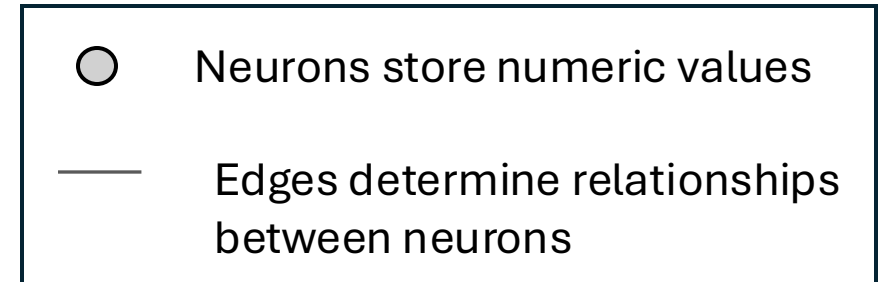 Neurons store numeric values
Edges determine relationships
between neurons